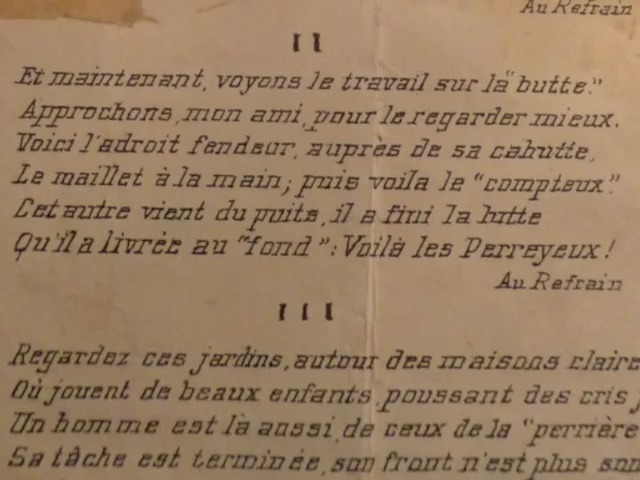 Au Refrain
II
Et maintenant, voyons le travail sur la "butte."
Approchons, mon ami, pour le regarder mieux.
Voici l'adroit fendeur, auprès de sa cahutte,
Le maillet à la main; puis voila le "compteux."
Cet autre vient du puits, il a fini la lutte
Qu'il a livrée au "fond": Voilà les Perreyeux!
Au Refrain
III
Regardez ces jardins, autour des maisons claire
Où jouent de beaux enfants, poussant des cris
Un homme est là aussi, de ceux de la "perrière
Sa tâche est terminée, son front n'est plus